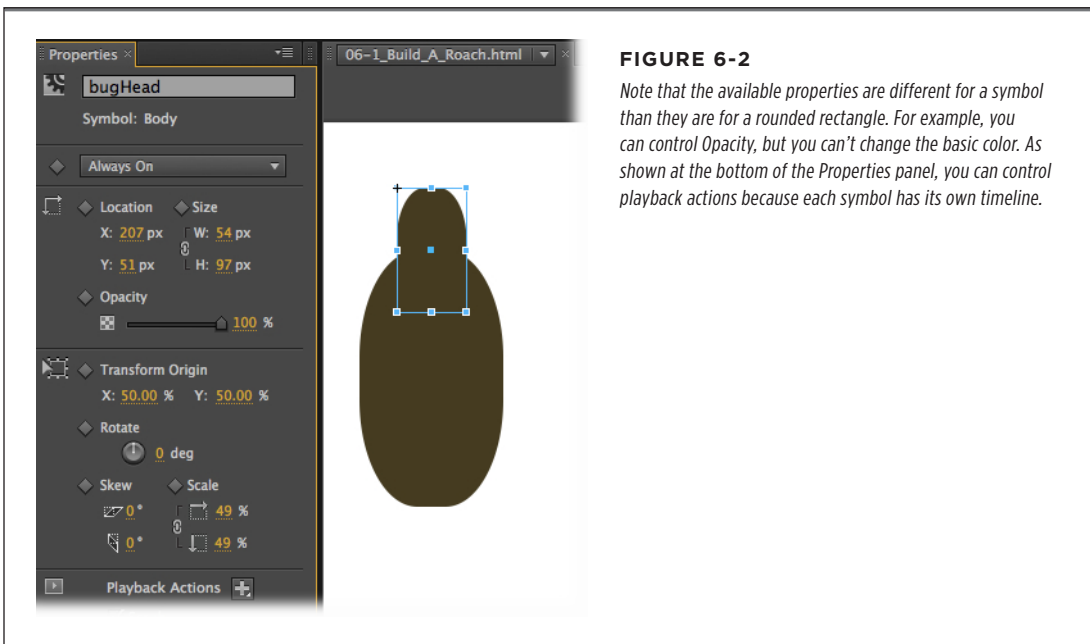 Properties ×
06-1_Build_A_Roach.html ×
bugHead
Symbol: Body
Always On
Location Size
X: 207 px W: 54 px
Y: 51 px H: 97 px
Opacity
100 %
Transform Origin
X: 50.00 % Y: 50.00 %
Rotate
0 deg
Skew Scale
0° 49 %
0° 49 %
Playback Actions
FIGURE 6-2
Note that the available properties are different for a symbol
than they are for a rounded rectangle. For example, you
can control Opacity, but you can’t change the basic color. As
shown at the bottom of the Properties panel, you can control
playback actions because each symbol has its own timeline.